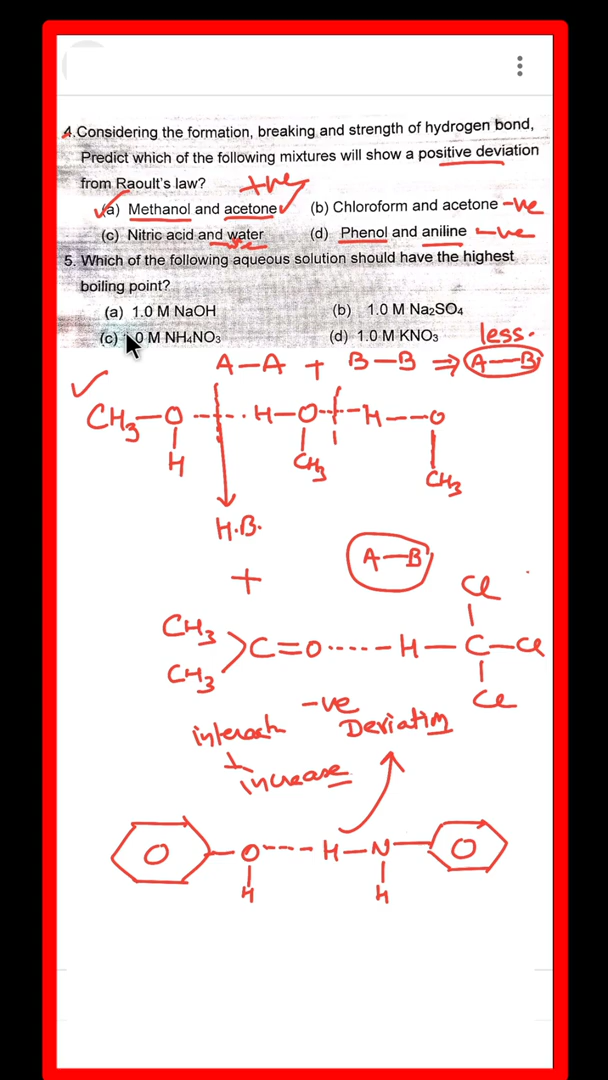 4.Considering the formation, breaking and strength of hydrogen bond,
Predict which of the following mixtures will show a positive deviation
from Raoult's law? +ve
(a) Methanol and acetone (b) Chloroform and acetone -ve
(c) Nitric acid and water -ve (d) Phenol and aniline -ve
5. Which of the following aqueous solution should have the highest
boiling point?
(a) 1.0 M NaOH (b) 1.0 M Na₂SO₄
(c) 1.0 M NH₄NO₃ (d) 1.0 M KNO₃ less.
A-A + B-B ⇒ A-B
CH₃-O ---- H-O --- H---O
H CH₃ CH₃
H.B.
A-B
+
Cl
CH₃
>C=O ----- H-C-Cl
CH₃
Cl
-ve
interact Deviation
increase
O O---- H-N O
H H